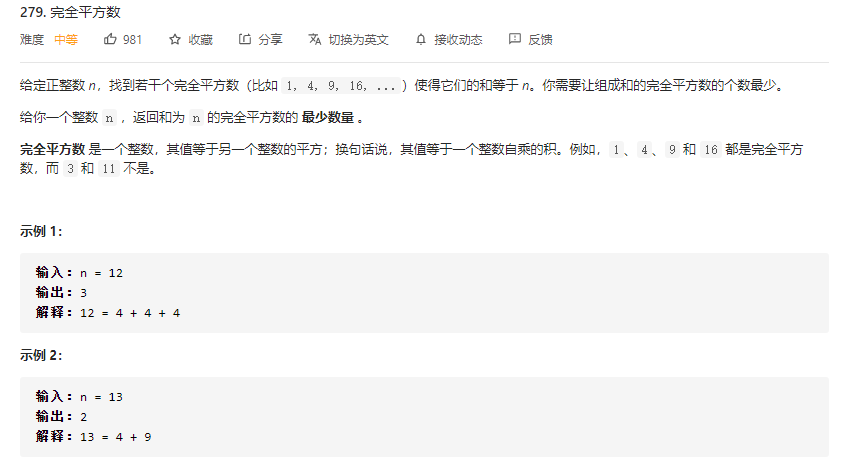 279. 完全平方数
难度 中等 981 收藏 分享 切换为英文 接收动态 反馈
给定正整数 n，找到若干个完全平方数（比如 1, 4, 9, 16, ...）使得它们的和等于 n。你需要让组成和的完全平方数的个数最少。
给你一个整数 n ，返回和为 n 的完全平方数的 最少数量 。
完全平方数 是一个整数，其值等于另一个整数的平方；换句话说，其值等于一个整数自乘的积。例如，1、4、9 和 16 都是完全平方
数，而 3 和 11 不是。
示例 1：
输入：n = 12
输出：3
解释：12 = 4 + 4 + 4
示例 2：
输入：n = 13
输出：2
解释：13 = 4 + 9